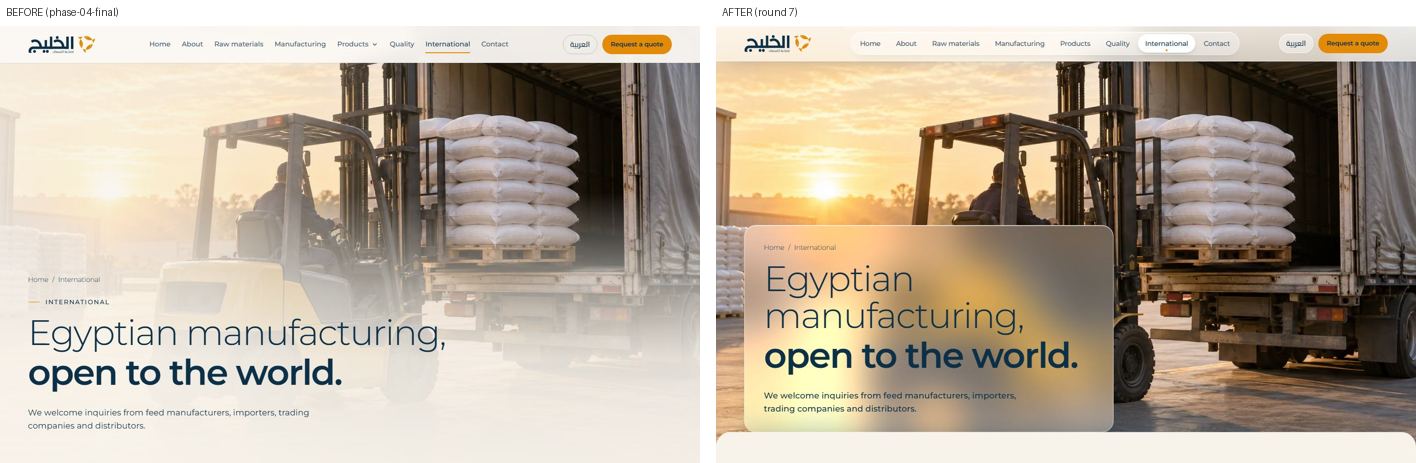 BEFORE (phase-04-final)
الخليج
Home About Raw materials Manufacturing Products Quality International Contact
العربية
Request a quote
Home / International
INTERNATIONAL
Egyptian manufacturing,
open to the world.
We welcome inquiries from feed manufacturers, importers, trading
companies and distributors.
AFTER (round 7)
الخليج
Home About Raw materials Manufacturing Products Quality International Contact
العربية
Request a quote
Home / International
Egyptian
manufacturing,
open to the world.
We welcome inquiries from feed manufacturers, importers,
trading companies and distributors.